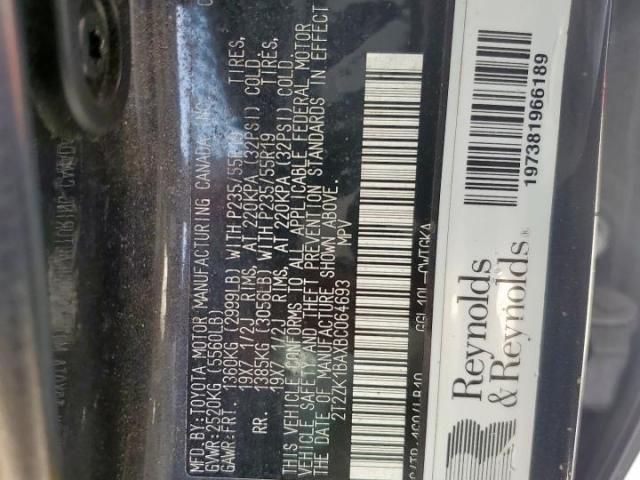 MFD.BY:TOYOTA MOTOR MANUFACTURING CANADA INC.
GVWR:2520KG(5560LB)
GAWR:FRT. 1360KG (2999LB) WITH P235/55R19 TIRES,
19X7 1/2J RIMS, AT 220KPA (32PSI) COLD.
RR. 1385KG (3056LB) WITH P235/55R19 TIRES,
19X7 1/2J RIMS, AT 220KPA (32PSI) COLD.
THIS VEHICLE CONFORMS TO ALL APPLICABLE FEDERAL MOTOR
VEHICLE SAFETY AND THEFT PREVENTION STANDARDS IN EFFECT
ON THE DATE OF MANUFACTURE SHOWN ABOVE.
2T2ZK1BAXBC064693 MPV
GGL10L-CWTGKA
Reynolds
& Reynolds
197381966189